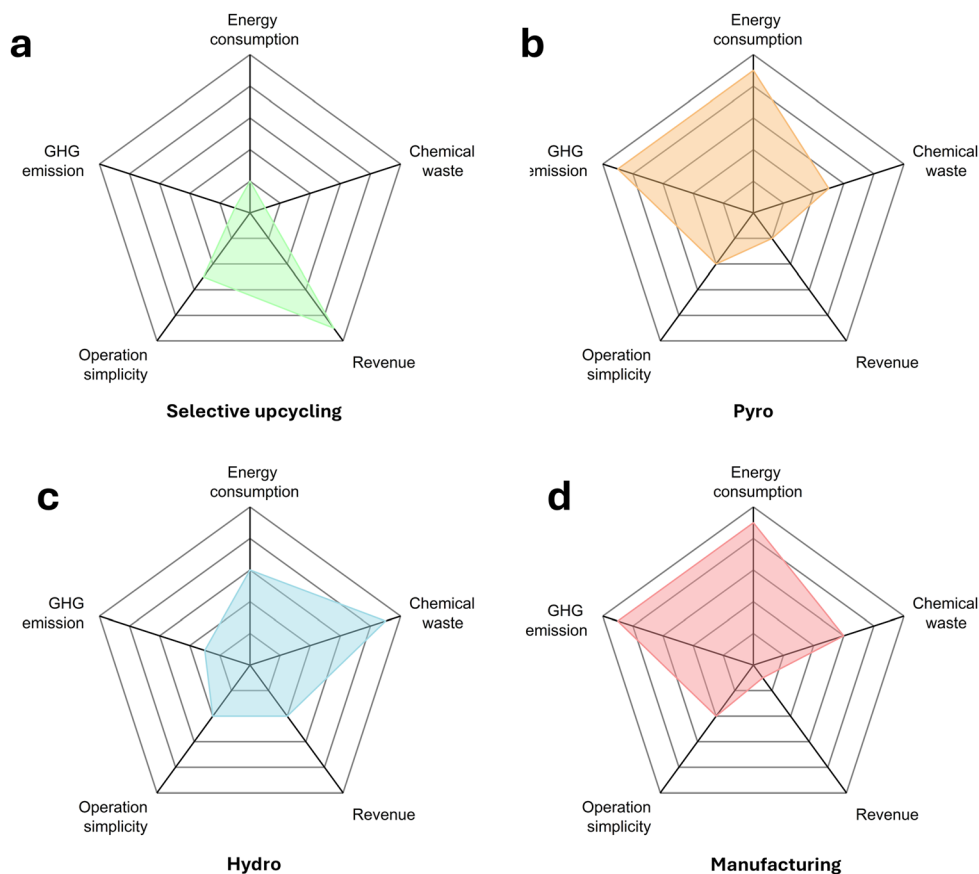 a
Energy
consumption
GHG
emission
Chemical
waste
Operation
simplicity
Revenue
Selective upcycling
b
Energy
consumption
GHG
emission
Chemical
waste
Operation
simplicity
Revenue
Pyro
c
Energy
consumption
GHG
emission
Chemical
waste
Operation
simplicity
Revenue
Hydro
d
Energy
consumption
GHG
emission
Chemical
waste
Operation
simplicity
Revenue
Manufacturing